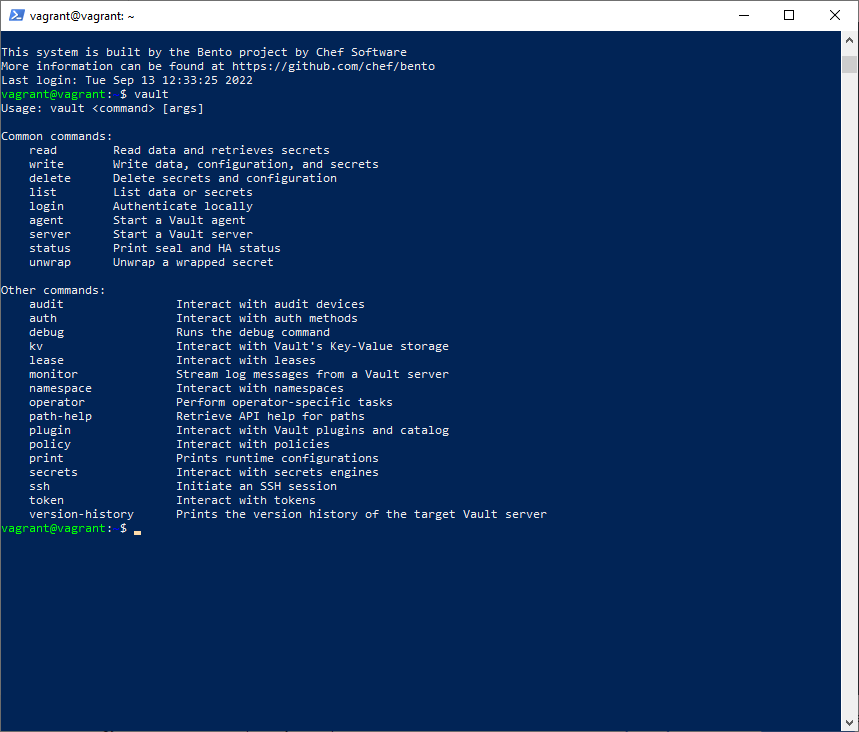 vagrant@vagrant: ~
This system is built by the Bento project by Chef Software
More information can be found at https://github.com/chef/bento
Last login: Tue Sep 13 12:33:25 2022
vagrant@vagrant: $ vault
Usage: vault <command> [args]
Common commands:
read        Read data and retrieves secrets
write       Write data, configuration, and secrets
delete      Delete secrets and configuration
list        List data or secrets
login       Authenticate locally
agent       Start a Vault agent
server      Start a Vault server
status      Print seal and HA status
unwrap      Unwrap a wrapped secret
Other commands:
audit                Interact with audit devices
auth                 Interact with auth methods
debug                Runs the debug command
kv                   Interact with Vault's Key-Value storage
lease                Interact with leases
monitor              Stream log messages from a Vault server
namespace            Interact with namespaces
operator             Perform operator-specific tasks
path-help            Retrieve API help for paths
plugin               Interact with Vault plugins and catalog
policy               Interact with policies
print                Prints runtime configurations
secrets              Interact with secrets engines
ssh                  Initiate an SSH session
token                Interact with tokens
version-history      Prints the version history of the target Vault server
vagrant@vagrant: $